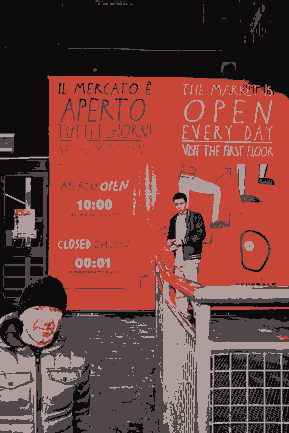 IL MERCATO È
APERTO
TUTTI I GIORNI
APERTO OPEN
10:00
CLOSED CHIUSO
00:01
THE MARKET IS
OPEN
EVERY DAY
VISIT THE FIRST FLOOR